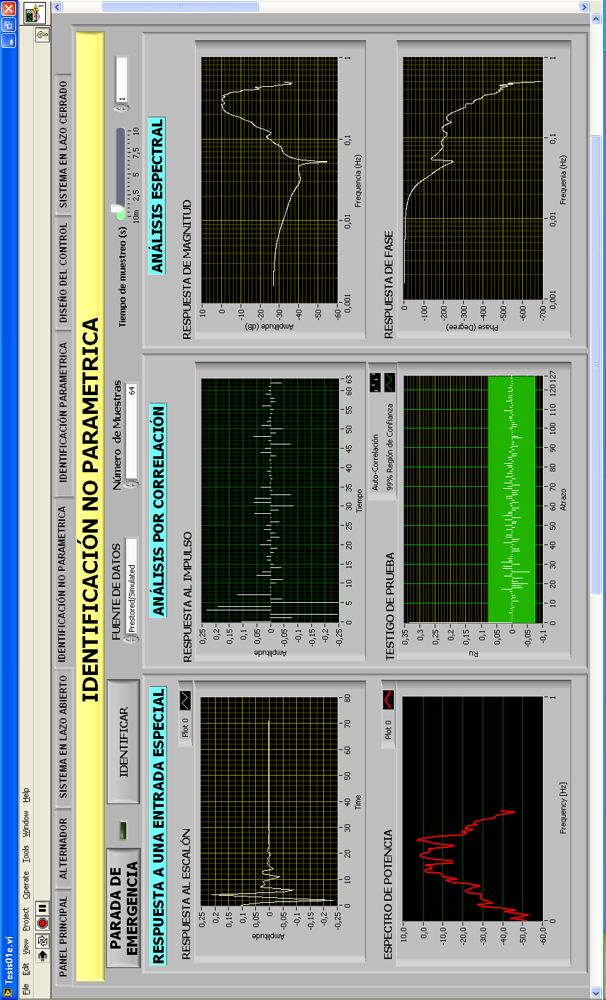 Tesis01e.vi
File Edit View Project Operate Tools Window Help
1
?
PANEL PRINCIPAL
ALTERNADOR
SISTEMA EN LAZO ABIERTO
IDENTIFICACIÓN NO PARAMETRICA
IDENTIFICACIÓN PARAMETRICA
DISEÑO DEL CONTROL
SISTEMA EN LAZO CERRADO
IDENTIFICACIÓN NO PARAMETRICA
PARADA DE
EMERGENCIA
IDENTIFICAR
FUENTE DE DATOS
Prestored/Simulated
Número de Muestras
64
Tiempo de muestreo (s)
10m 2,5 5 7,5 10
1
RESPUESTA A UNA ENTRADA ESPECIAL
RESPUESTA AL ESCALÓN
Plot 0
Amplitude
0,25
0,2
0,15
0,1
0,05
0
-0,05
-0,1
-0,15
-0,2
-0,25
0 10 20 30 40 50 60 70 80
Time
ESPECTRO DE POTENCIA
Plot 0
10,0
0,0
-10,0
-20,0
-30,0
-40,0
-50,0
-60,0
0 1
Frequency [Hz]
ANÁLISIS POR CORRELACIÓN
RESPUESTA AL IMPULSO
Amplitude
0,25
0,2
0,15
0,1
0,05
0
-0,05
-0,1
-0,15
-0,2
-0,25
0 5 10 15 20 25 30 35 40 45 50 55 60 63
Tiempo
TESTIGO DE PRUEBA
Auto-Correlación
99% Región de Confianza
Ru
0,35
0,3
0,25
0,2
0,15
0,1
0,05
0
-0,05
-0,1
0 10 20 30 40 50 60 70 80 90 100 110 120 127
Atrazo
ANÁLISIS ESPECTRAL
RESPUESTA DE MAGNITUD
Amplitude (dB)
10
0
-10
-20
-30
-40
-50
-60
0,001 0,01 0,1 1
Frequencia (Hz)
RESPUESTA DE FASE
Phase (Degree)
0
-100
-200
-300
-400
-500
-600
-700
0,001 0,01 0,1 1
Frequenia (Hz)